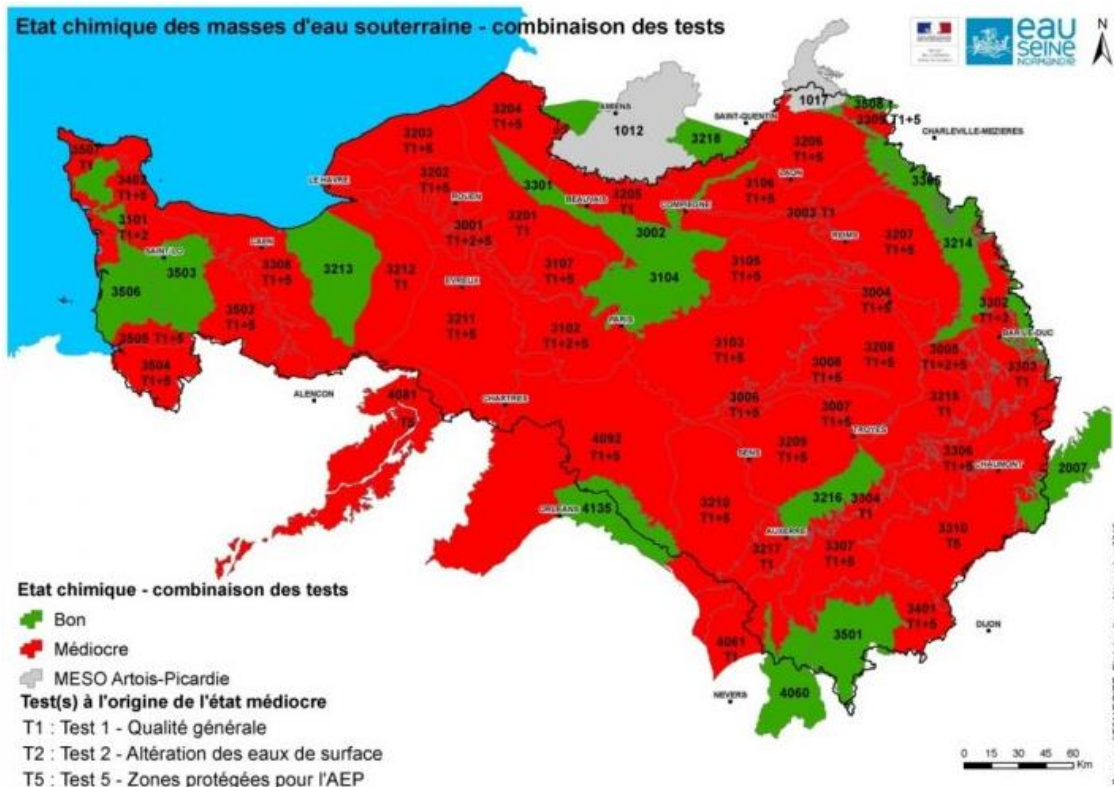 Etat chimique des masses d'eau souterraine - combinaison des tests
eau
SEINE
NORMANDIE
N
1017
3508
3309 T1+5
CHARLEVILLE-MEZIERES
AMIENS
SAINT-QUENTIN
1012
3218
3204
T1+5
3203
T1+5
3206
T1+5
LAON
3507
T1
3402
T1+5
LE HAVRE
3202
T1+5
ROUEN
3301
BEAUVAIS
3205
T1
COMPIEGNE
3106
T1+5
3305
3101
T1+2
SAINT-LO
CAEN
3001
T1+2+5
3201
T1
3002
3003 T1
REIMS
3207
T1+5
3214
3503
3506
3308
T1+5
3213
3212
T1
EVREUX
3107
T1+5
3104
3105
T1+5
3004
T1+5
3302
T1+2
3502
T1+5
3211
T1+5
3102
T1+2+5
PARIS
3103
T1+5
BAR-LE-DUC
3505 T1+5
3504
T1+5
3008
T1+5
3208
T1+5
3005
T1+2+5
3303
T1
ALENCON
4081
CHARTRES
3006
T1+5
3007
T1+5
TROYES
3215
T1
4092
T1+5
SENS
3209
T1+5
3306
T1+5
CHAUMONT
2007
ORLEANS
4135
3210
T1+5
3216
3304
T1
AUXERRE
3217
T1
3307
T1+5
3310
T5
3401
T1+5
DIJON
4061
T1
3501
NEVERS
4060
Etat chimique - combinaison des tests
Bon
Médiocre
MESO Artois-Picardie
Test(s) à l'origine de l'état médiocre
T1 : Test 1 - Qualité générale
T2 : Test 2 - Altération des eaux de surface
T5 : Test 5 - Zones protégées pour l'AEP
0 15 30 45 60
Km